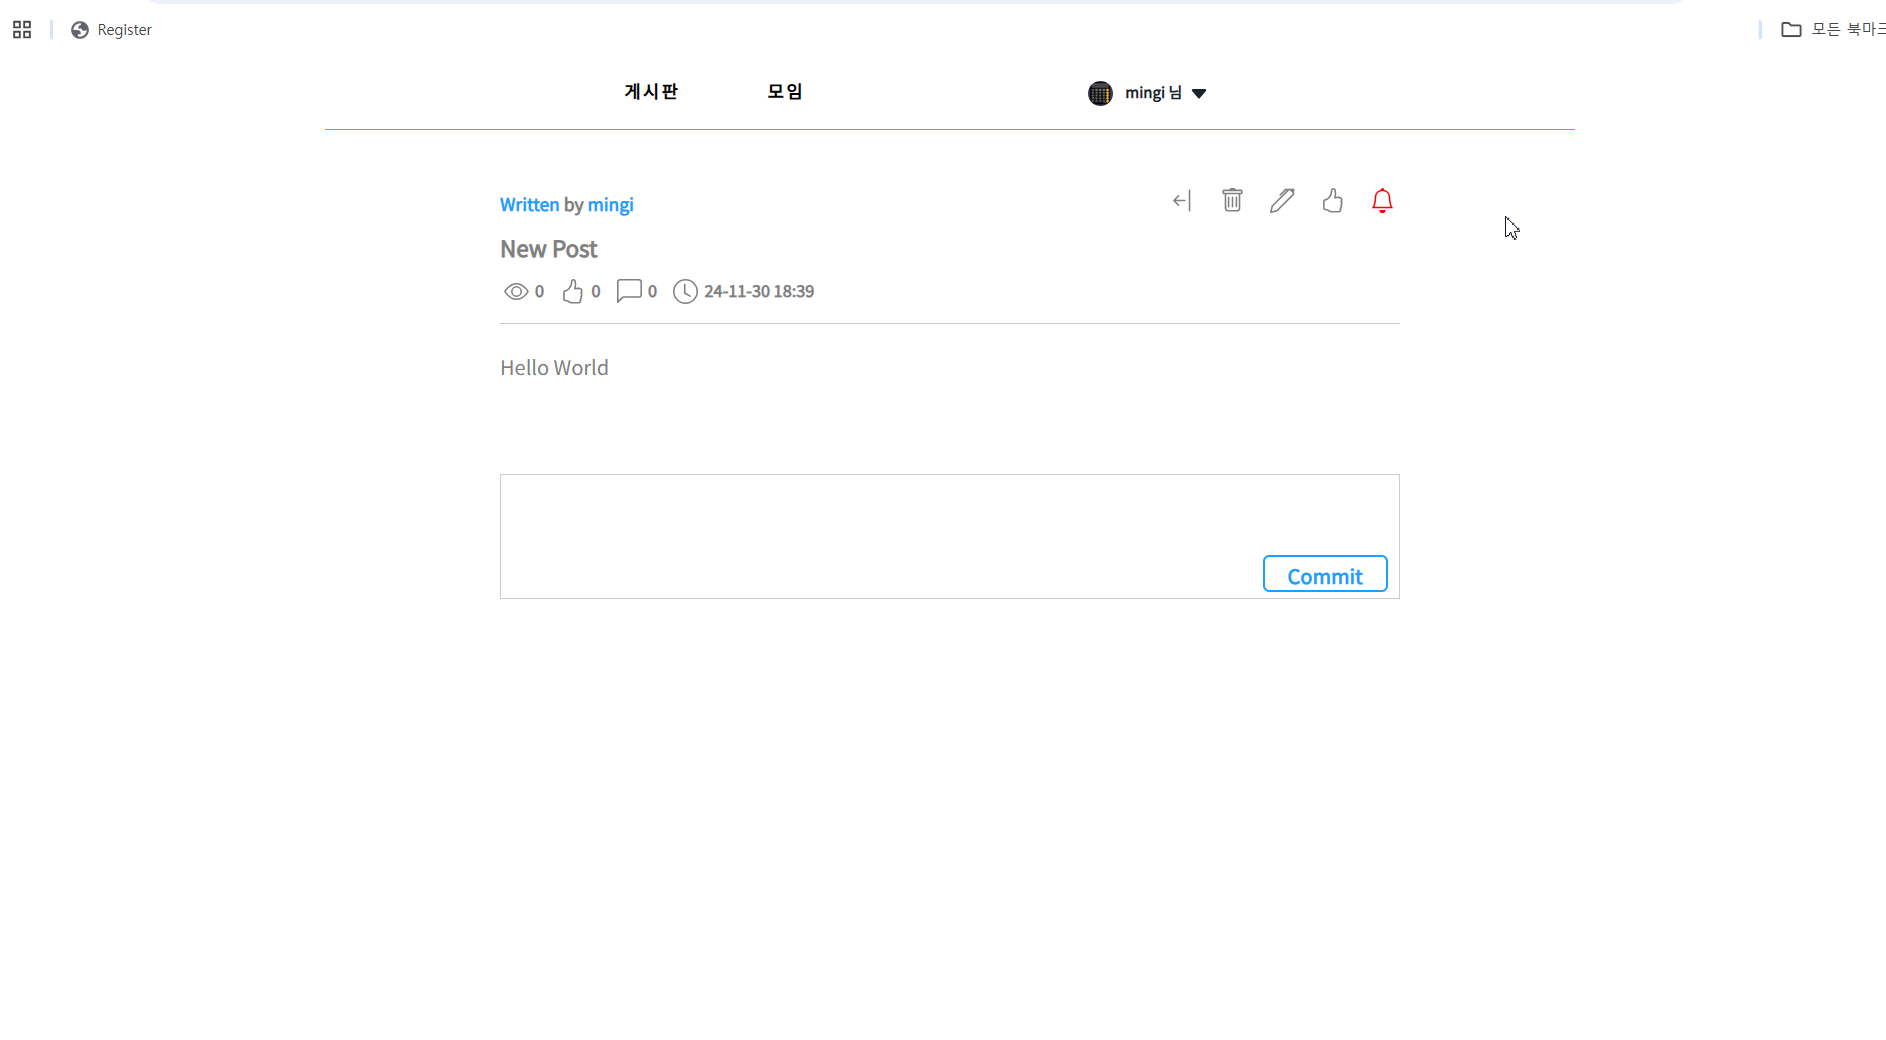 Register
모든 북마크
게시판 모임 mingi 님
Written by mingi
New Post
0 0 0 24-11-30 18:39
Hello World
Commit